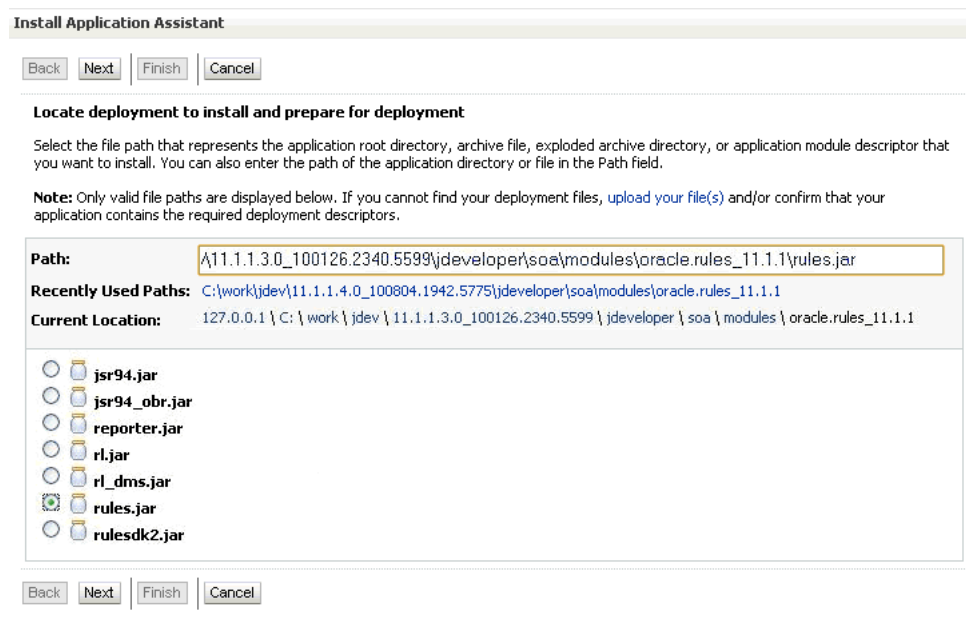 Install Application Assistant
Back Next Finish Cancel
Locate deployment to install and prepare for deployment
Select the file path that represents the application root directory, archive file, exploded archive directory, or application module descriptor that
you want to install. You can also enter the path of the application directory or file in the Path field.
Note: Only valid file paths are displayed below. If you cannot find your deployment files, upload your file(s) and/or confirm that your
application contains the required deployment descriptors.
Path: \11.1.1.3.0_100126.2340.5599\jdeveloper\soa\modules\oracle.rules_11.1.1\rules.jar
Recently Used Paths: C:\work\jdev\11.1.1.4.0_100804.1942.5775\jdeveloper\soa\modules\oracle.rules_11.1.1
Current Location: 127.0.0.1 \ C: \ work \ jdev \ 11.1.1.3.0_100126.2340.5599 \ jdeveloper \ soa \ modules \ oracle.rules_11.1.1
jsr94.jar
jsr94_obr.jar
reporter.jar
rl.jar
rl_dms.jar
rules.jar
rulesdk2.jar
Back Next Finish Cancel